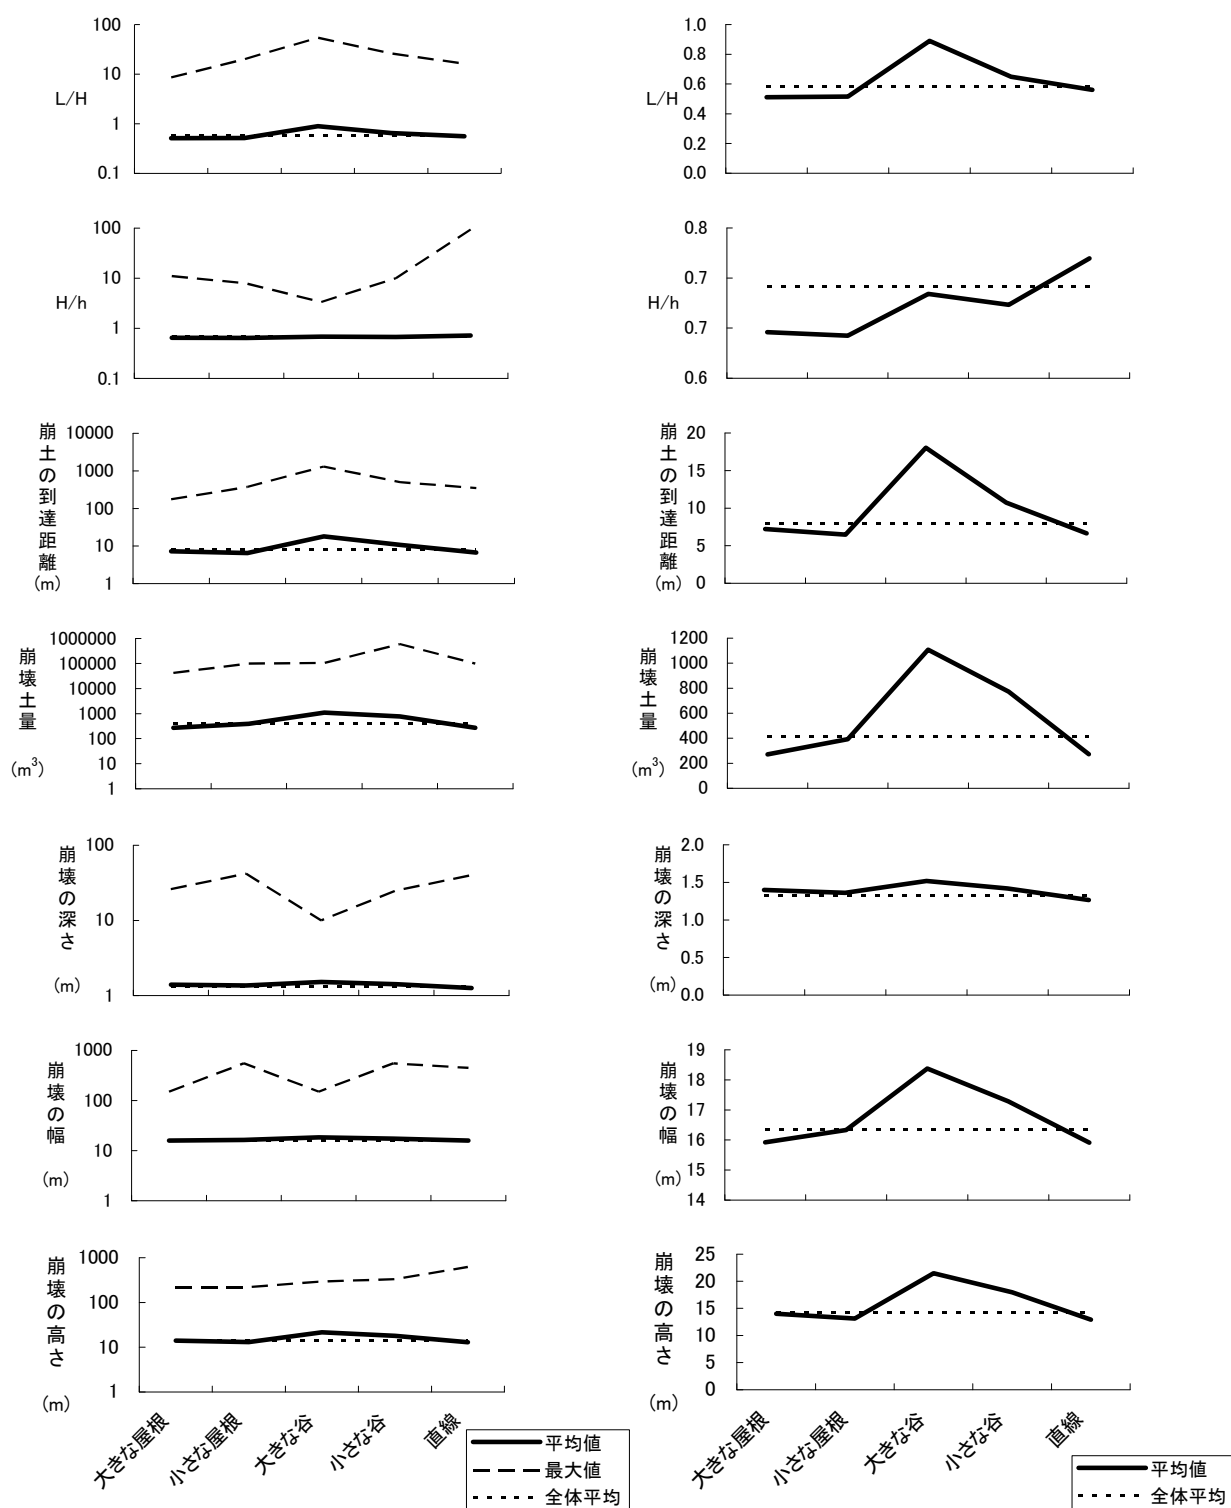 100
10
1
0.1
L/H
1.0
0.8
0.6
0.4
0.2
0.0
L/H
100
10
1
0.1
H/h
0.8
0.7
0.7
0.6
H/h
崩土の到達距離
(m)
10000
1000
100
10
1
崩土の到達距離
(m)
20
15
10
5
0
崩壊土量
(m³)
1000000
100000
10000
1000
100
10
1
崩壊土量
(m³)
1200
1000
800
600
400
200
0
崩壊の深さ
(m)
100
10
1
崩壊の深さ
(m)
2.0
1.5
1.0
0.5
0.0
崩壊の幅
(m)
1000
100
10
1
崩壊の幅
(m)
19
18
17
16
15
14
崩壊の高さ
(m)
1000
100
10
1
崩壊の高さ
(m)
25
20
15
10
5
0
大きな屋根
小さな屋根
大きな谷
小さな谷
直線
平均値
最大値
全体平均
大きな屋根
小さな屋根
大きな谷
小さな谷
直線
平均値
全体平均